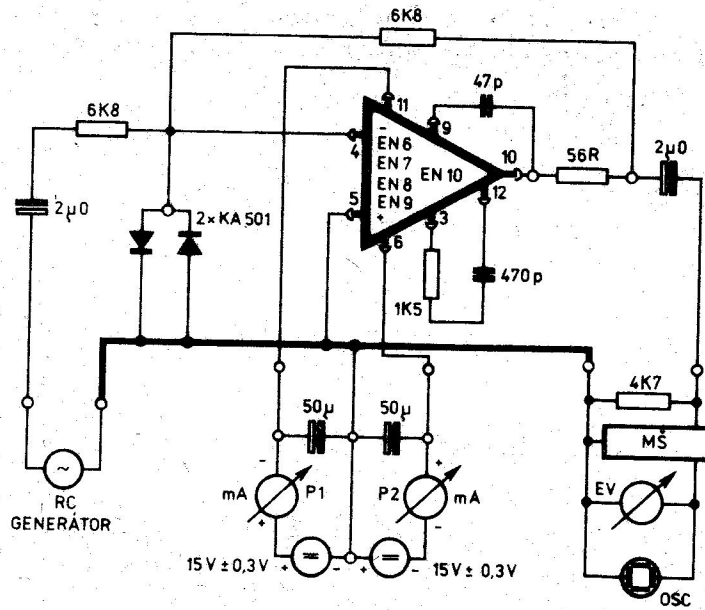 6K8
6K8
47p
11
9
2µ0
4
−
EN6
EN7
EN8
EN9
+
EN 10
10
56R
12
5
3
6
2µ0
2×KA501
470p
1K5
4K7
50µ
50µ
MŠ
−
+
mA
P1
P2
mA
EV
+
−
RC
GENERÁTOR
~
15V±0,3V
+
−
+
−
15V±0,3V
OSC